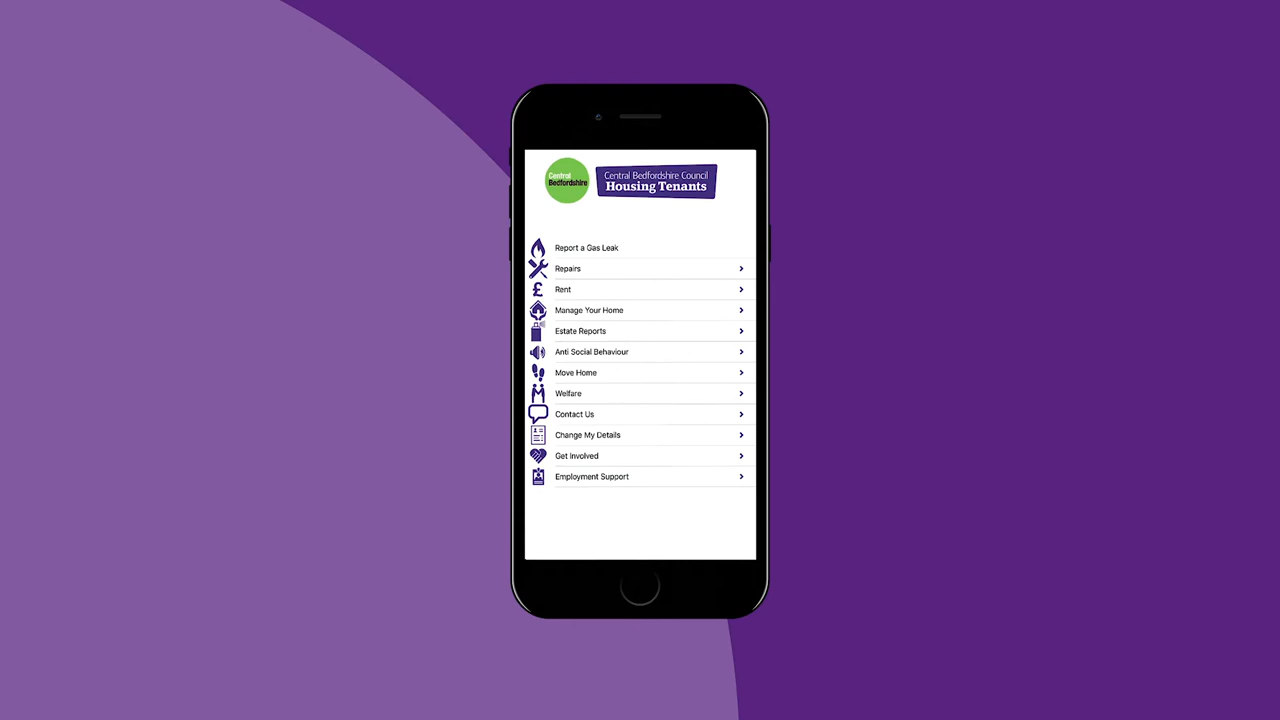 Central
Bedfordshire
Central Bedfordshire Council
Housing Tenants
Report a Gas Leak
Repairs
£
Rent
Manage Your Home
Estate Reports
Anti Social Behaviour
Move Home
Welfare
Contact Us
Change My Details
Get Involved
Employment Support